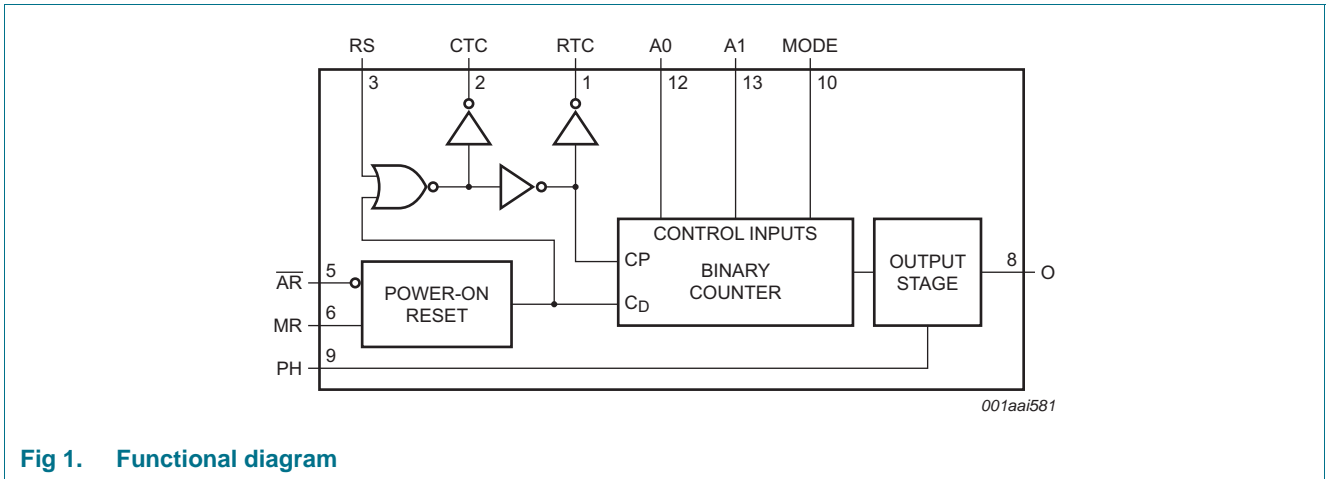 RS CTC RTC A0 A1 MODE
3 2 1 12 13 10
CONTROL INPUTS
CP
BINARY
COUNTER
CD
OUTPUT
STAGE
8 O
AR 5
POWER-ON
RESET
MR 6
PH 9
001aai581
Fig 1. Functional diagram